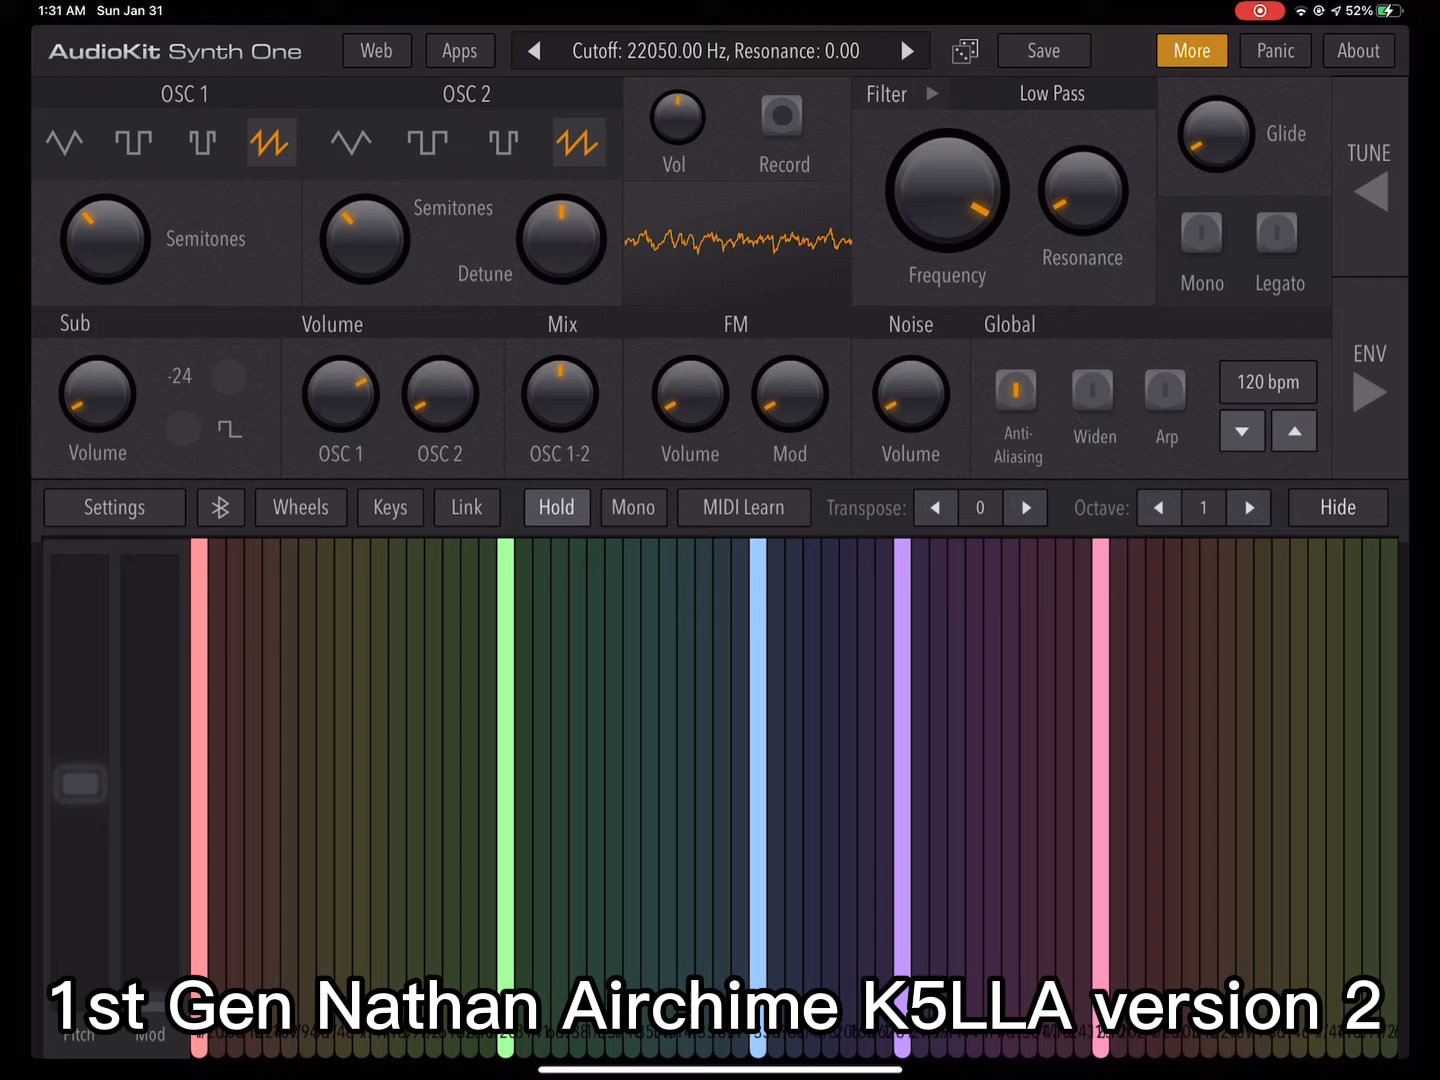 1:31 AM Sun Jan 31
52%
AudioKit Synth One
Web
Apps
Cutoff: 22050.00 Hz, Resonance: 0.00
Save
More
Panic
About
OSC 1
OSC 2
Vol
Record
Filter
Low Pass
Glide
TUNE
Semitones
Semitones
Detune
Frequency
Resonance
Mono
Legato
Sub
Volume
Mix
FM
Noise
Global
ENV
-24
120 bpm
Volume
OSC 1
OSC 2
OSC 1-2
Volume
Mod
Volume
Anti-
Aliasing
Widen
Arp
Settings
Wheels
Keys
Link
Hold
Mono
MIDI Learn
Transpose:
0
Octave:
1
Hide
1st Gen Nathan Airchime K5LLA version 2
Pitch
Mod